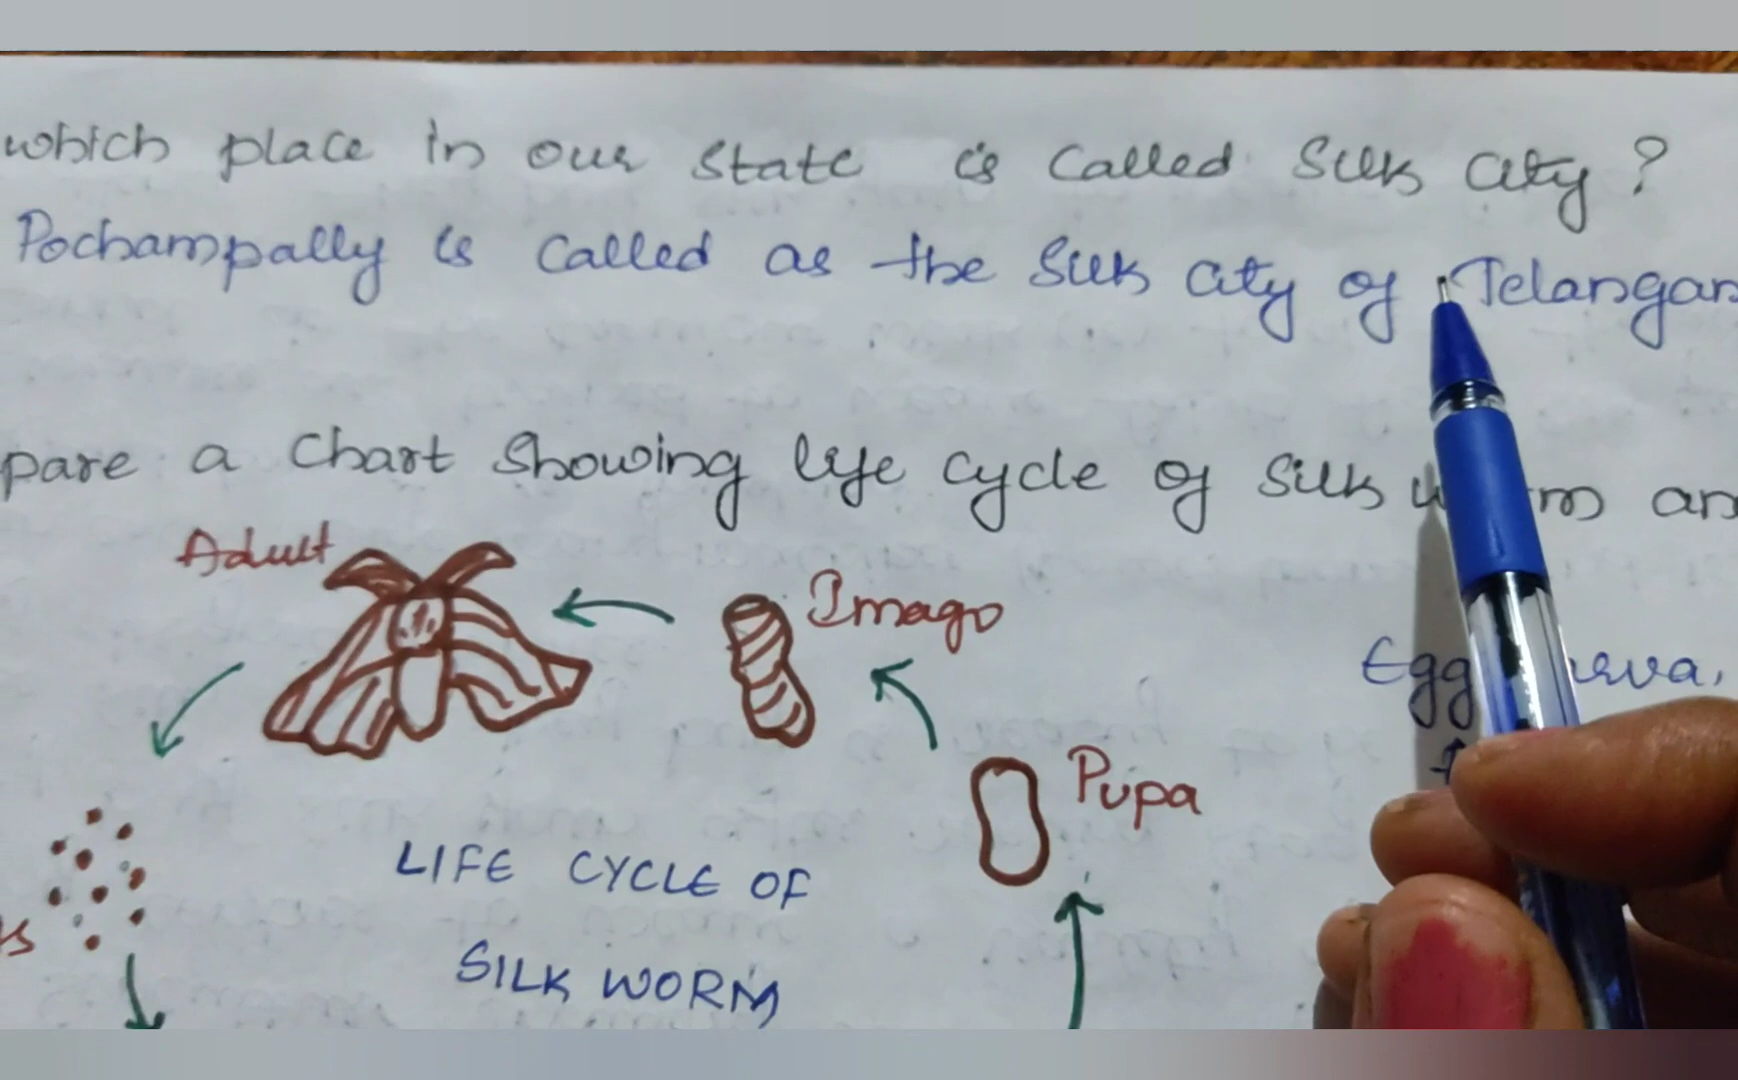 which place in our state is called Silk City?
Pochampally is called as the Silk City of Telangan
pare a chart showing life cycle of Silk an
Adult
Imago
Egg
Pupa
LIFE CYCLE OF
SILK WORM